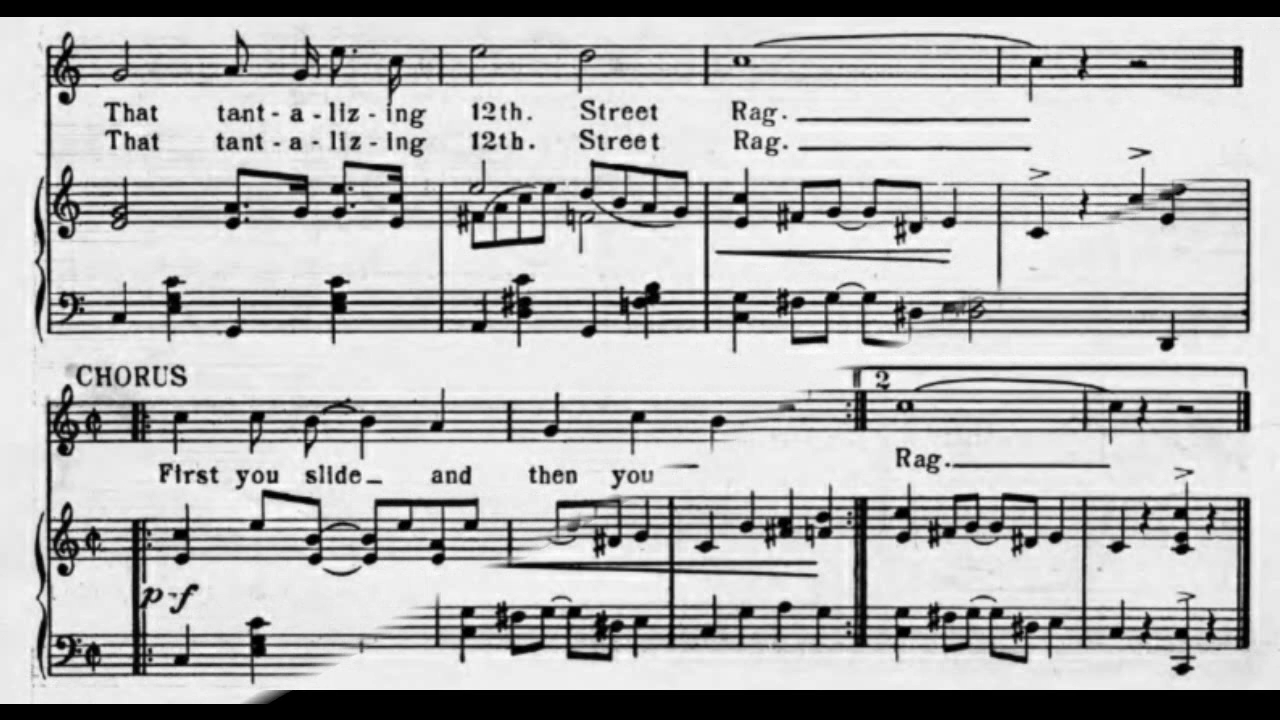 That tant-a-liz-ing 12th. Street Rag.
That tant-a-liz-ing 12th. Street Rag.
CHORUS
2
First you slide and then you
Rag.
p-f